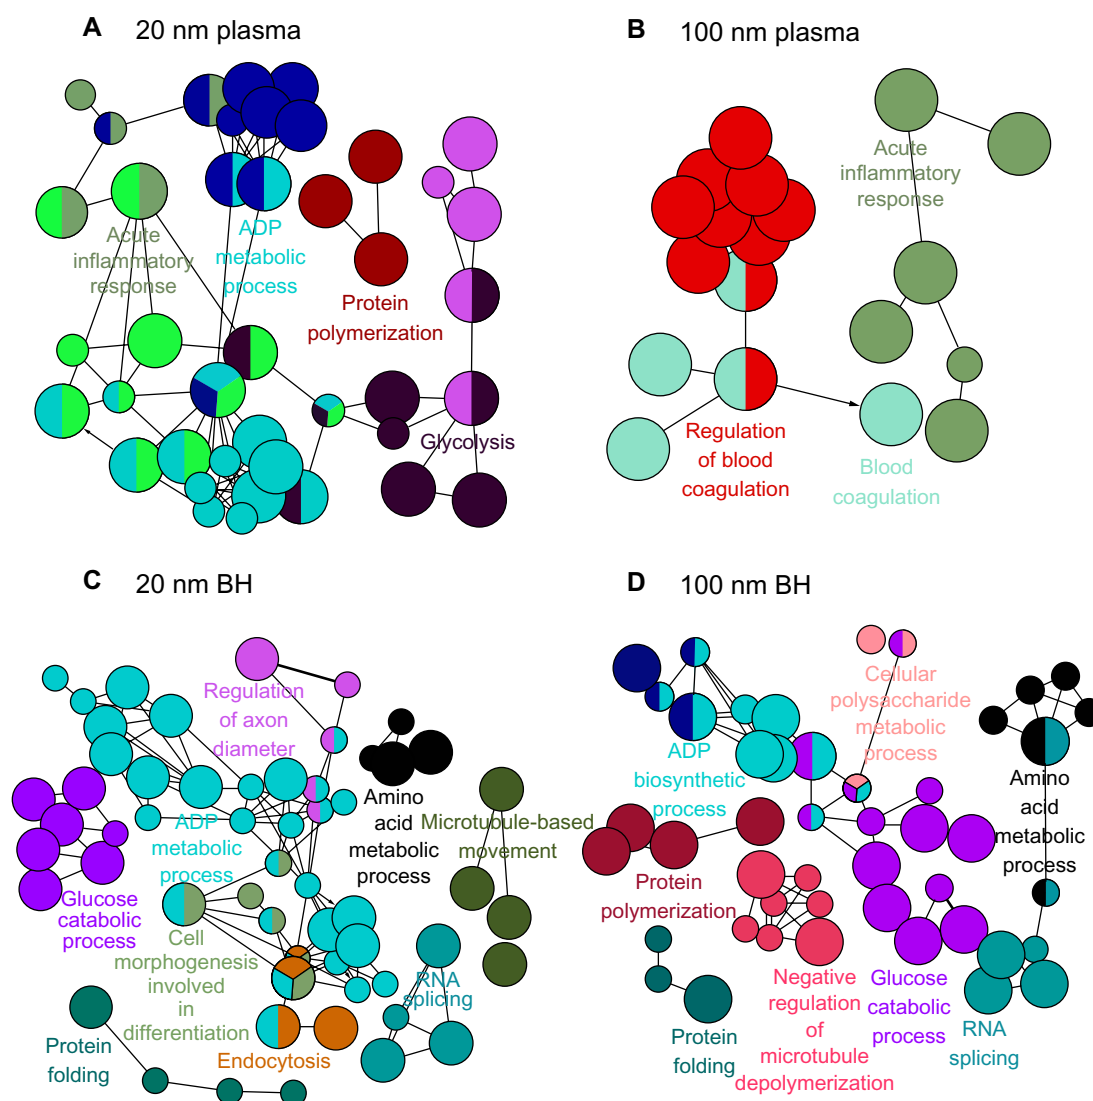 A 20 nm plasma
Acute
inflammatory
response
ADP
metabolic
process
Protein
polymerization
Glycolysis
B 100 nm plasma
Acute
inflammatory
response
Regulation
of blood
coagulation
Blood
coagulation
C 20 nm BH
Regulation
of axon
diameter
Amino
acid
metabolic
process
Microtubule-based
movement
ADP
metabolic
process
Glucose
catabolic
process
Cell
morphogenesis
involved
in
differentiation
RNA
splicing
Protein
folding
Endocytosis
D 100 nm BH
Cellular
polysaccharide
metabolic
process
ADP
biosynthetic
process
Amino
acid
metabolic
process
Protein
polymerization
Negative
regulation
of
microtubule
depolymerization
Glucose
catabolic
process
RNA
splicing
Protein
folding